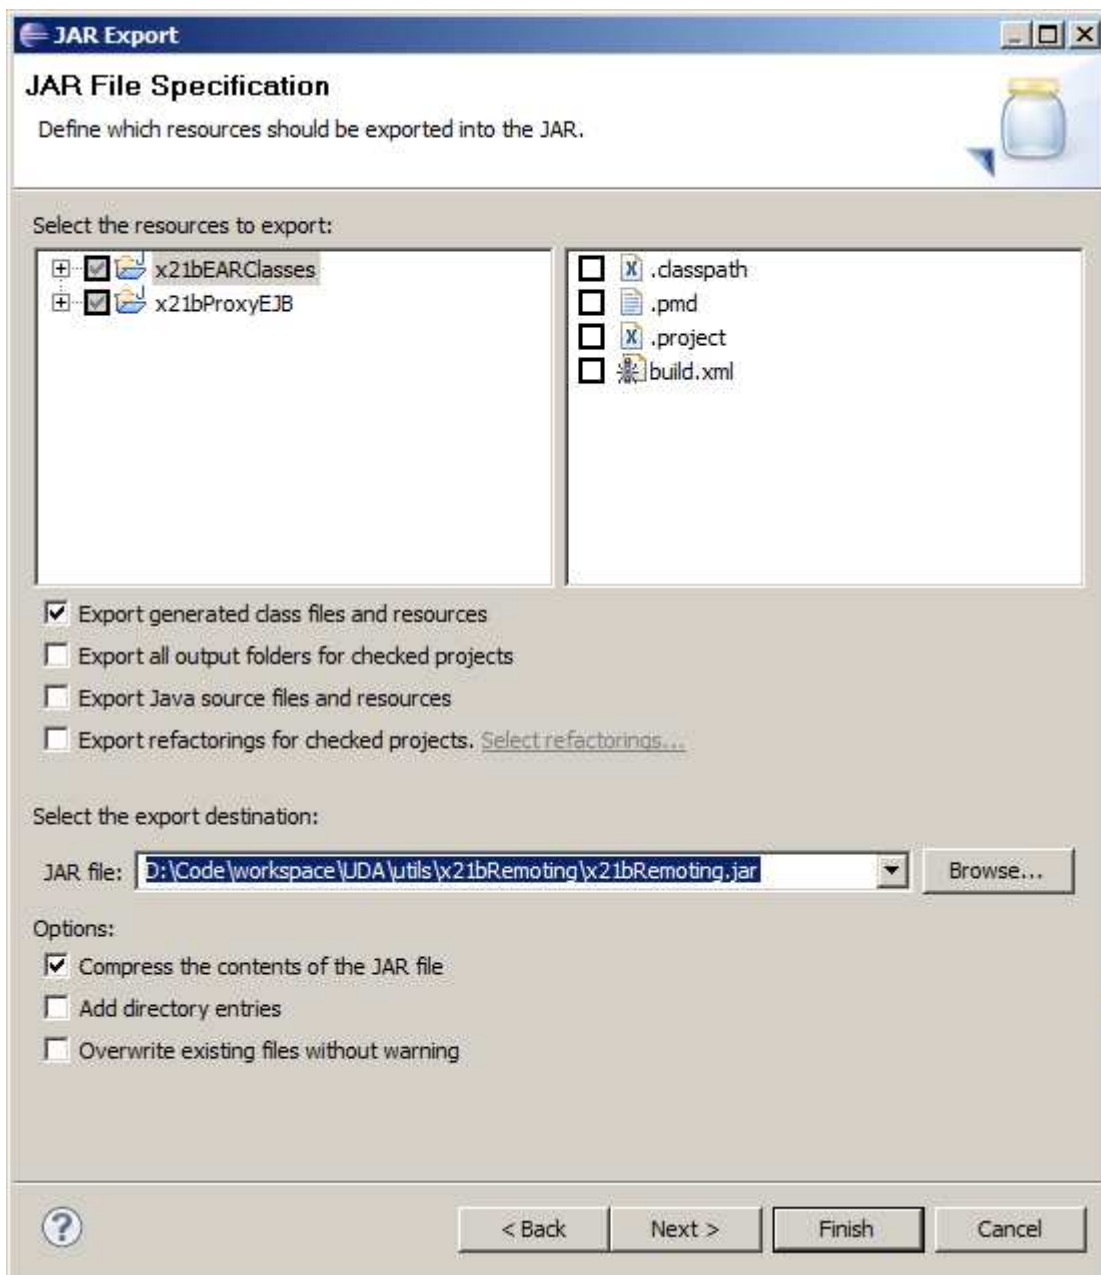 JAR Export
JAR File Specification
Define which resources should be exported into the JAR.
Select the resources to export:
x21bEARClasses
x21bProxyEJB
.classpath
.pmd
.project
build.xml
Export generated class files and resources
Export all output folders for checked projects
Export Java source files and resources
Export refactorings for checked projects. Select refactorings...
Select the export destination:
JAR file: D:\Code\workspace\UDA\utils\x21bRemoting\x21bRemoting.jar Browse...
Options:
Compress the contents of the JAR file
Add directory entries
Overwrite existing files without warning
? < Back Next > Finish Cancel